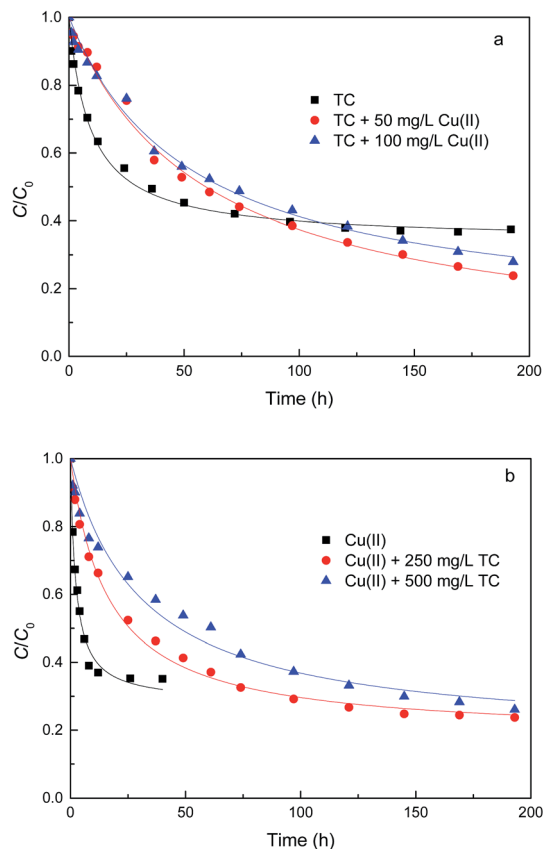 a
1.0
0.8
0.6
0.4
0.2
0.0
C/C₀
TC
TC + 50 mg/L Cu(II)
TC + 100 mg/L Cu(II)
0 50 100 150 200
Time (h)
b
1.0
0.8
0.6
0.4
0.2
0.0
C/C₀
Cu(II)
Cu(II) + 250 mg/L TC
Cu(II) + 500 mg/L TC
0 50 100 150 200
Time (h)